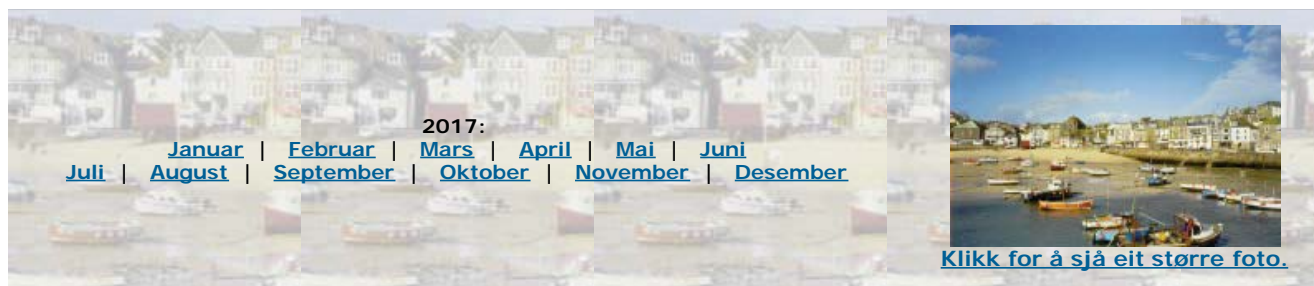 2017:
Januar | Februar | Mars | April | Mai | Juni
Juli | August | September | Oktober | November | Desember
Klikk for å sjå eit større foto.